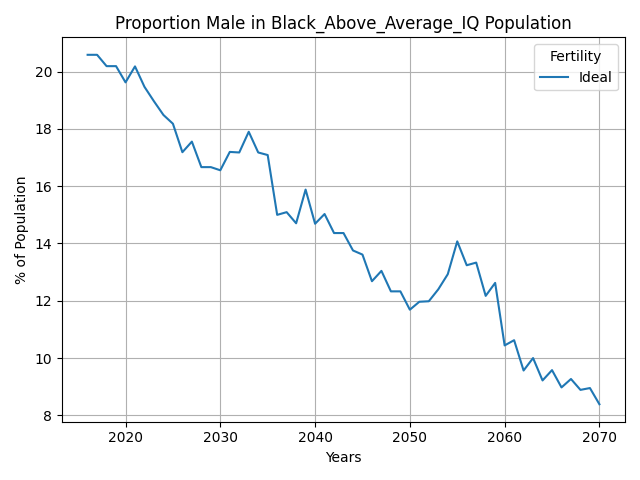 Proportion Male in Black_Above_Average_IQ Population
Fertility
Ideal
% of Population
20
18
16
14
12
10
8
2020 2030 2040 2050 2060 2070
Years